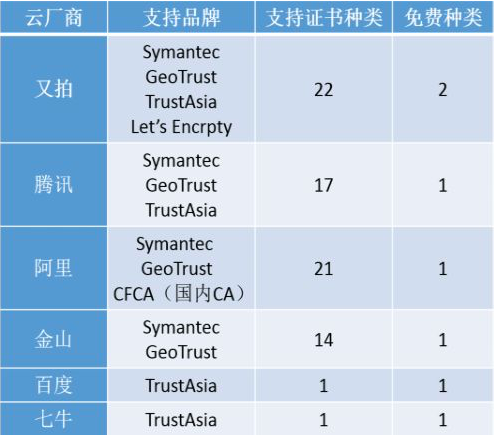 云厂商 支持品牌 支持证书种类 免费种类
Symantec
GeoTrust
又拍 22 2
TrustAsia
Let's Encrpty
Symantec
腾讯 GeoTrust 17 1
TrustAsia
Symantec
阿里 GeoTrust 21 1
CFCA（国内CA）
Symantec
金山 14 1
GeoTrust
百度 TrustAsia 1 1
七牛 TrustAsia 1 1